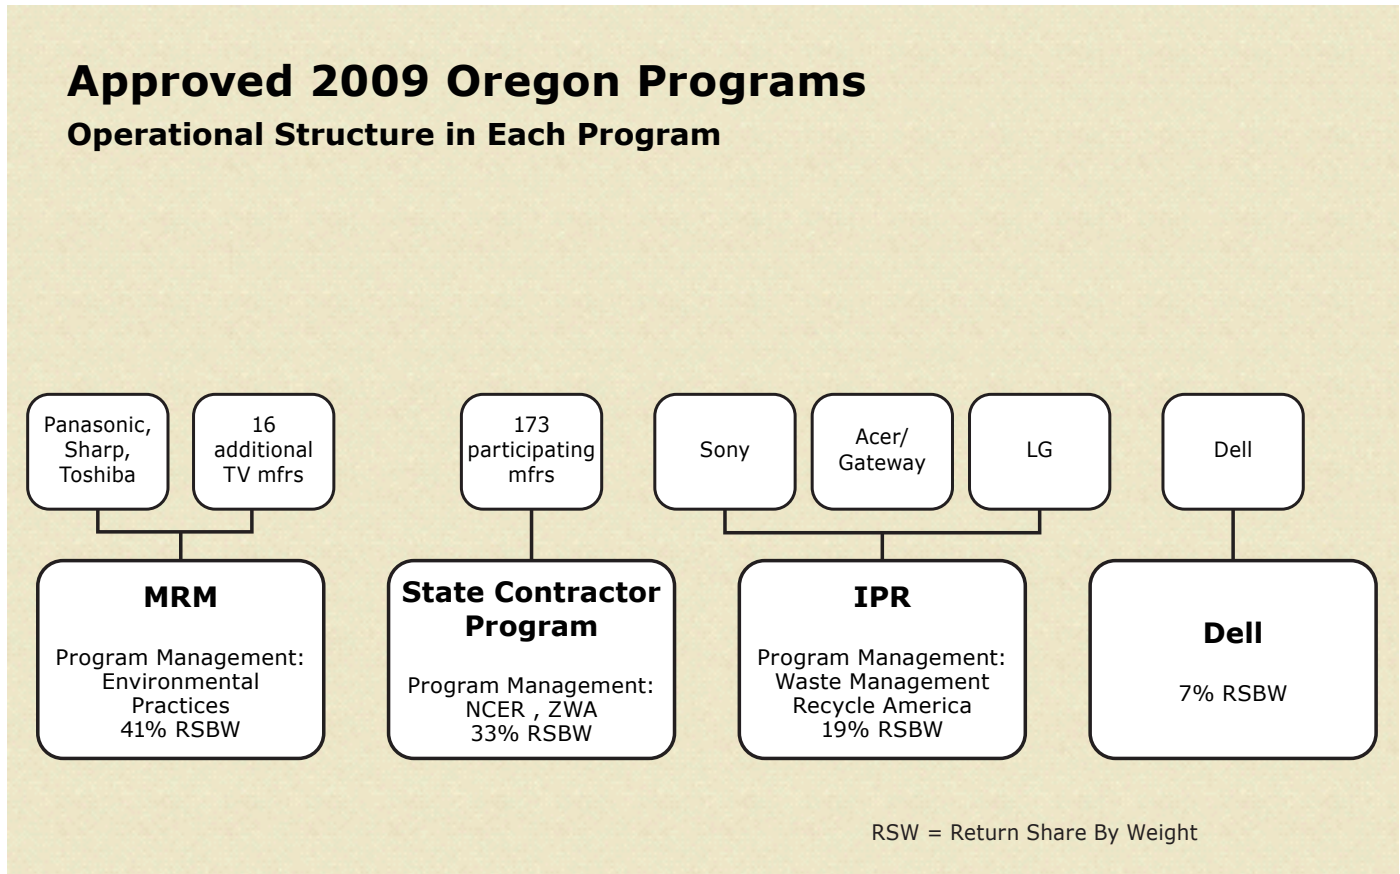 Approved 2009 Oregon Programs
Operational Structure in Each Program
Panasonic,
Sharp,
Toshiba
16
additional
TV mfrs
173
participating
mfrs
Sony
Acer/
Gateway
LG
Dell
MRM
Program Management:
Environmental
Practices
41% RSBW
State Contractor
Program
Program Management:
NCER , ZWA
33% RSBW
IPR
Program Management:
Waste Management
Recycle America
19% RSBW
Dell
7% RSBW
RSW = Return Share By Weight